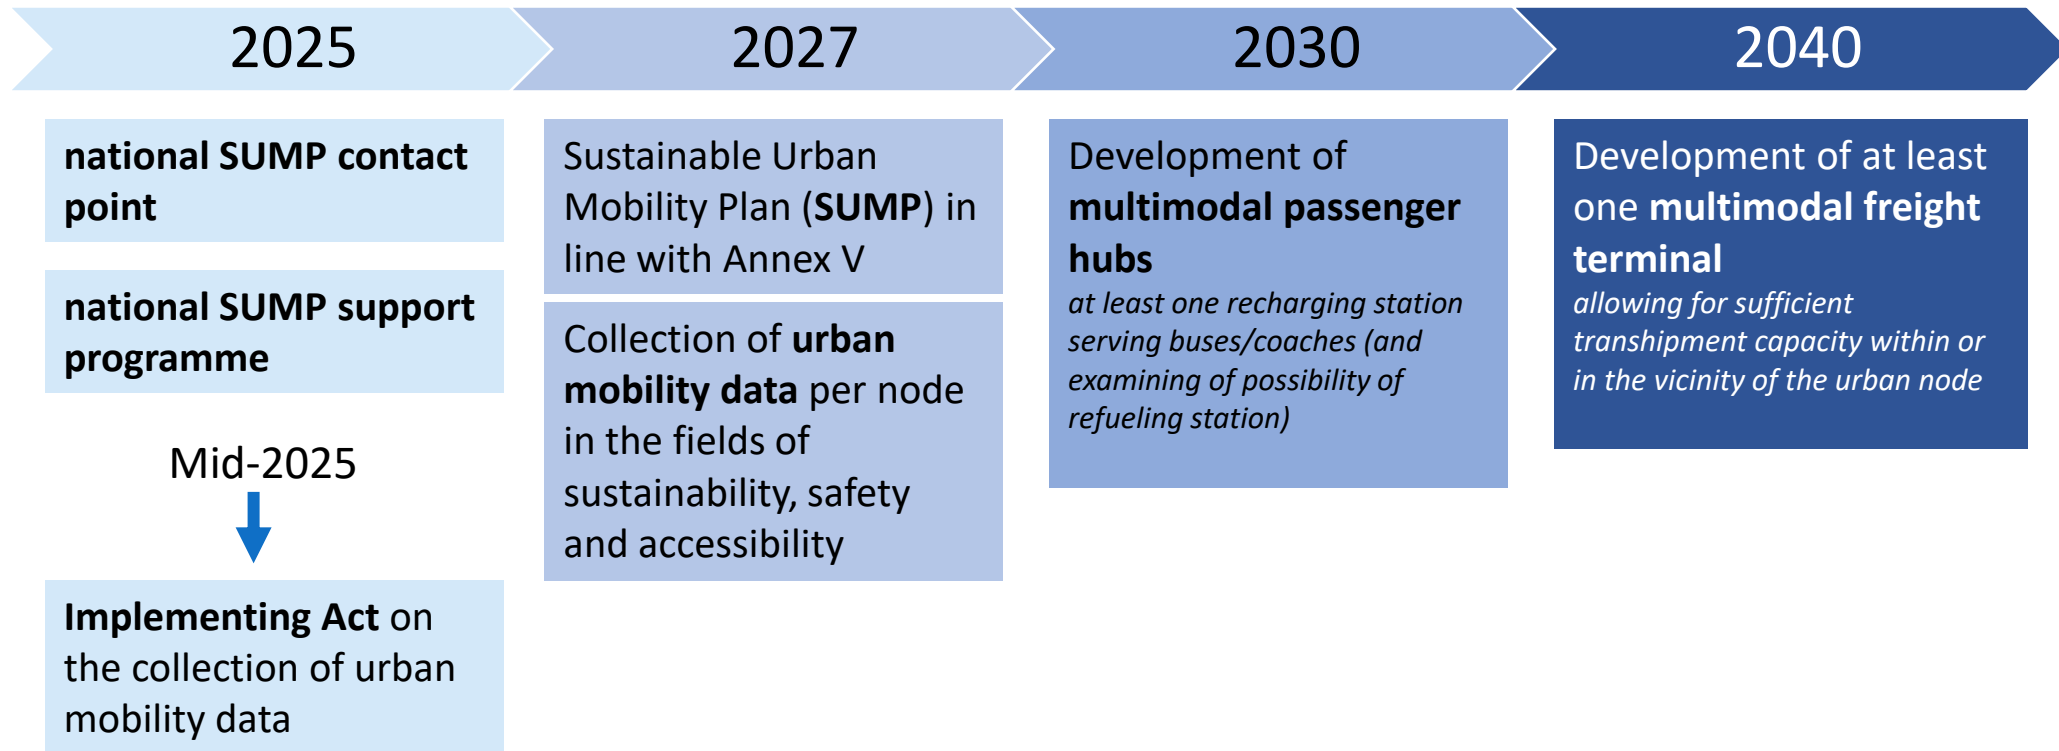 2025
2027
2030
2040
national SUMP contact
point
national SUMP support
programme
Mid-2025
Implementing Act on
the collection of urban
mobility data
Sustainable Urban
Mobility Plan (SUMP) in
line with Annex V
Collection of urban
mobility data per node
in the fields of
sustainability, safety
and accessibility
Development of
multimodal passenger
hubs
at least one recharging station
serving buses/coaches (and
examining of possibility of
refueling station)
Development of at least
one multimodal freight
terminal
allowing for sufficient
transhipment capacity within or
in the vicinity of the urban node